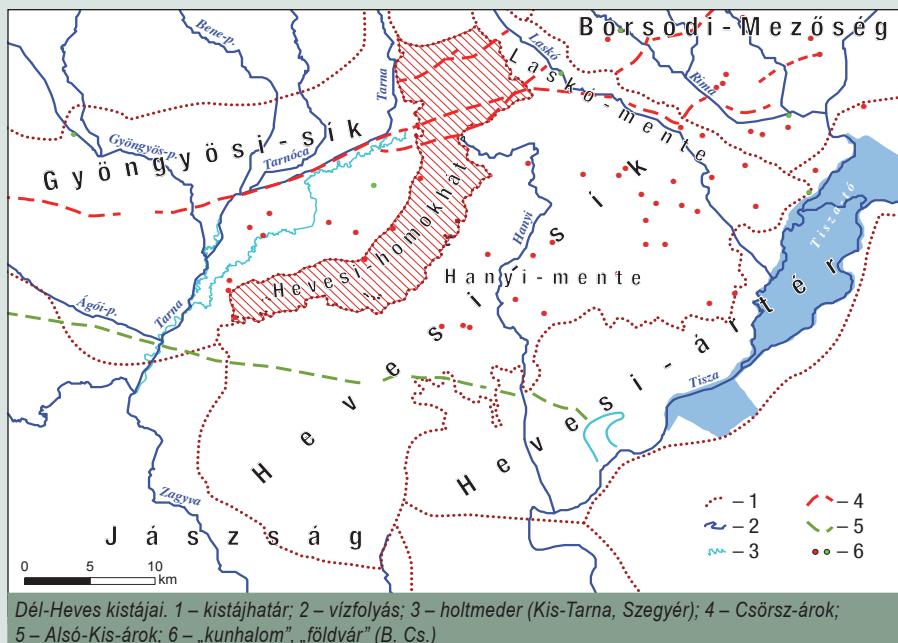 Borsodi-Mezőség
Bene-p.
Laskó
Laskó-mente
Rima
Tarna
Gyöngyös-p.
Tarnóca
Gyöngyösi-sík
Hanyi
Tisza-tó
Hevesi-homokhát
Hanyi-mente
Hevesi-sík
Ágói-p.
Tarna
Hevesi-ártér
Tisza
Zagyva
Jászság
– 1
– 2
– 3
– 4
– 5
– 6
0 5 10
km
Dél-Heves kistájai. 1 – kistájhatár; 2 – vízfolyás; 3 – holtmeder (Kis-Tarna, Szegyér); 4 – Csörsz-árok;
5 – Alsó-Kis-árok; 6 – „kunhalom”, „földvár” (B. Cs.)